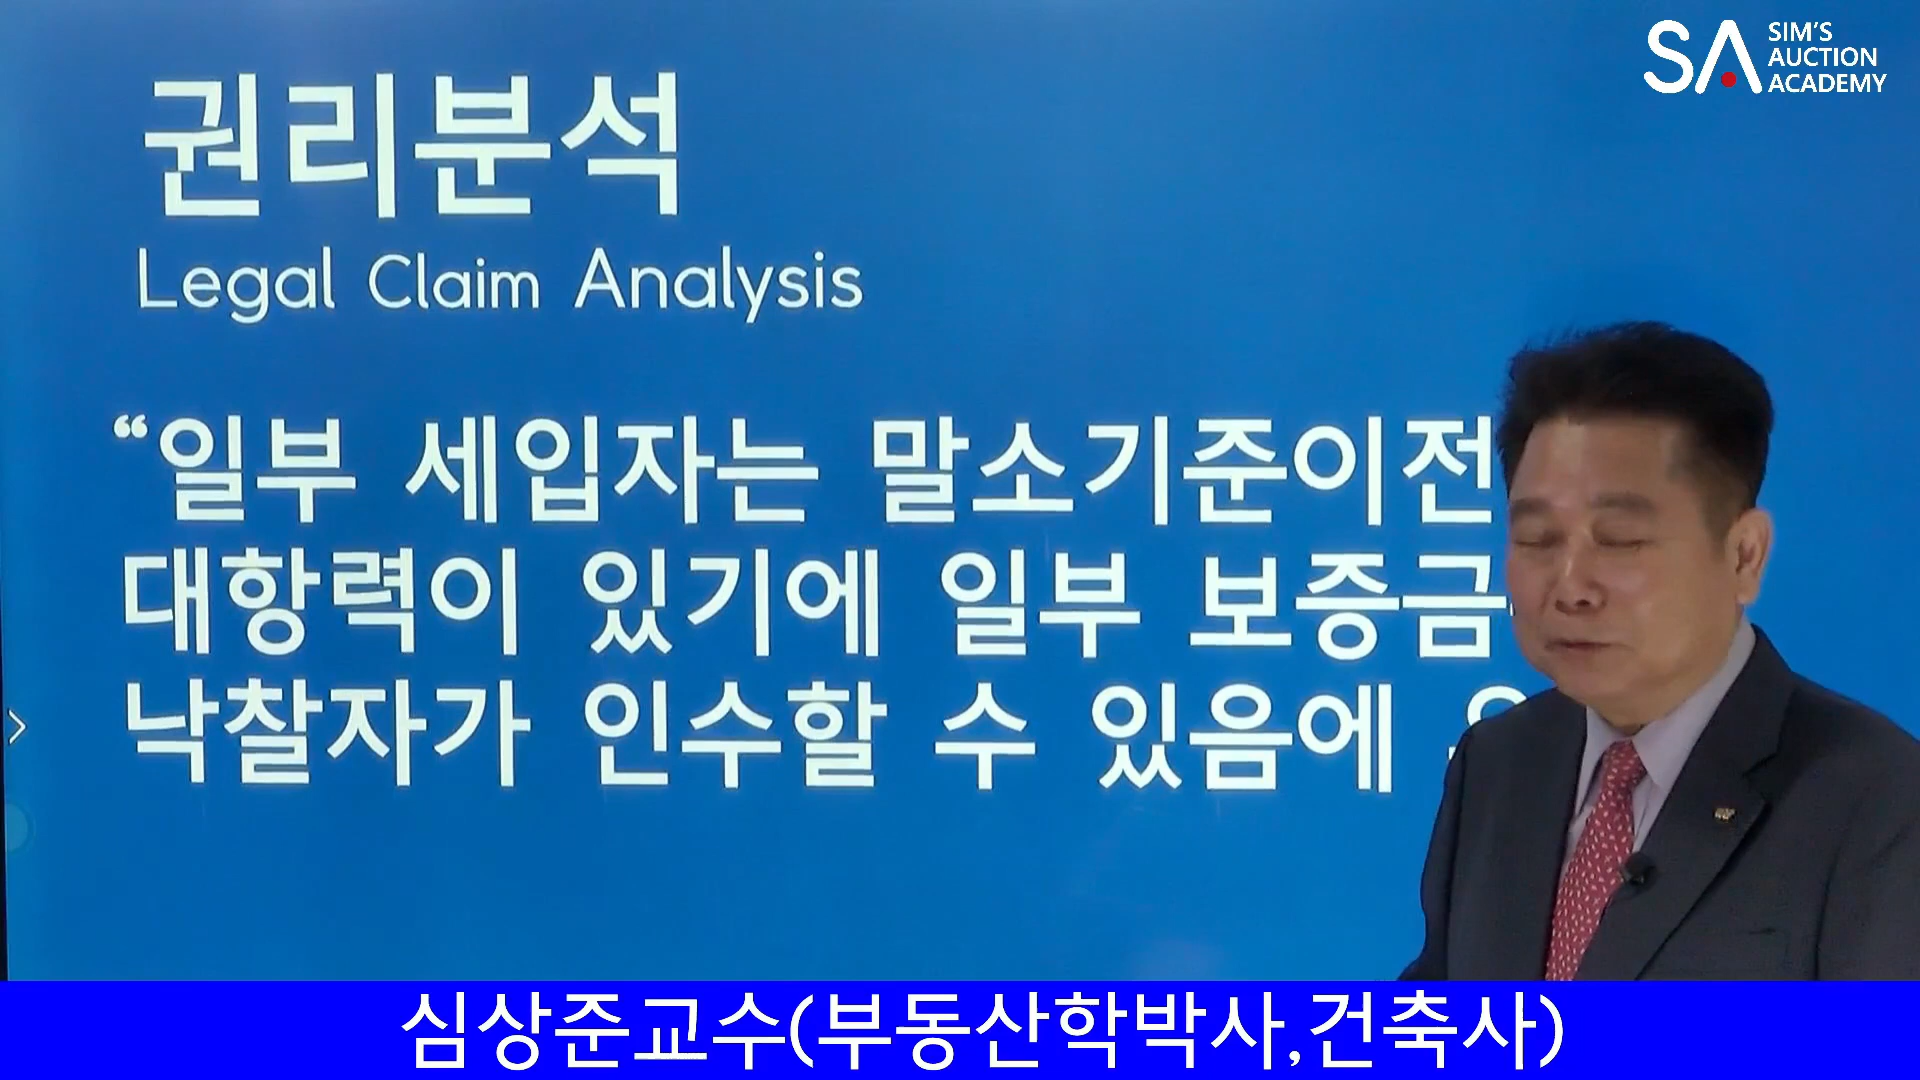 SA SIM'S
AUCTION
ACADEMY
권리분석
Legal Claim Analysis
“일부 세입자는 말소기준이전
대항력이 있기에 일부 보증금
낙찰자가 인수할 수 있음에
심상준교수(부동산학박사,건축사)